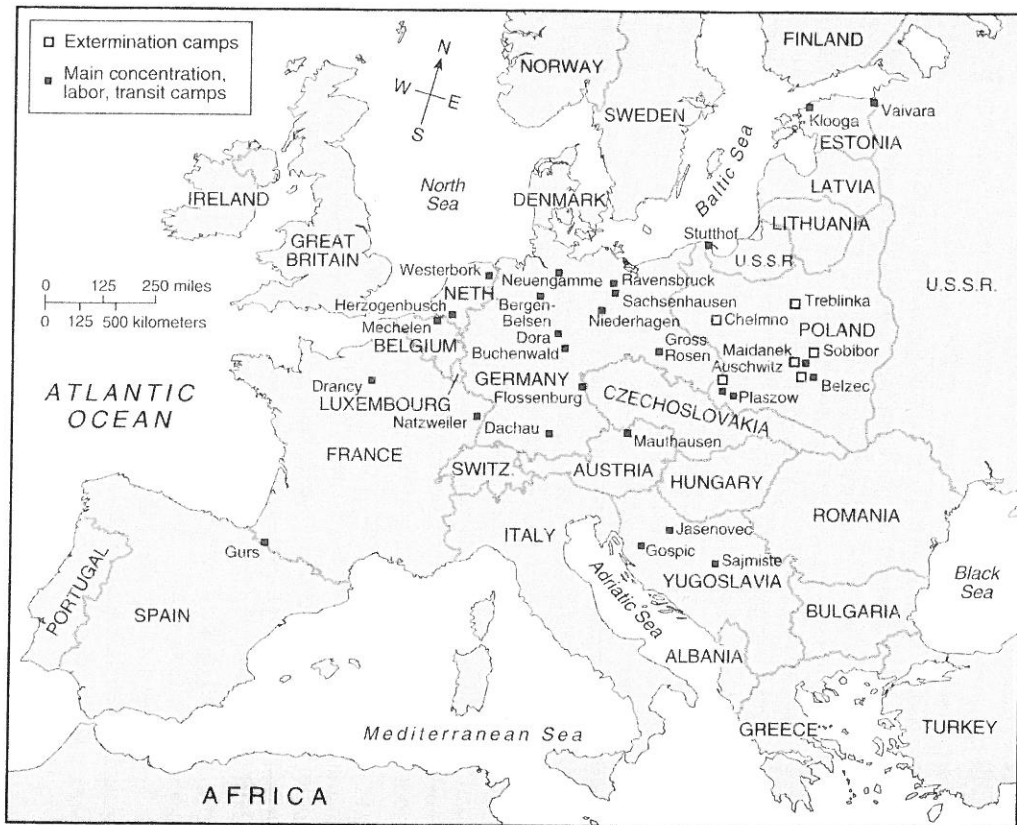 Extermination camps
Main concentration,
labor, transit camps
N
W
E
S
FINLAND
NORWAY
SWEDEN
Vaivara
Klooga
ESTONIA
Baltic Sea
LATVIA
North
Sea
IRELAND
DENMARK
LITHUANIA
GREAT
BRITAIN
Stutthof
U.S.S.R.
Westerbork
Neuengamme
Ravensbruck
U.S.S.R.
0 125 250 miles
0 125 500 kilometers
NETH.
Sachsenhausen
Treblinka
Herzogenbusch
Bergen-
Belsen
Niederhagen
Chelmno
Mechelen
BELGIUM
Dora
POLAND
Buchenwald
Gross
Rosen
Maidanek
Sobibor
Auschwitz
Belzec
Drancy
GERMANY
ATLANTIC
OCEAN
LUXEMBOURG
Flossenburg
Plaszow
CZECHOSLOVAKIA
Natzweiler
Dachau
Mauthausen
FRANCE
SWITZ.
AUSTRIA
HUNGARY
ROMANIA
ITALY
Jasenovec
Gurs
Gospic
Sajmiste
YUGOSLAVIA
Black
Sea
PORTUGAL
SPAIN
Adriatic Sea
BULGARIA
ALBANIA
Mediterranean Sea
GREECE
TURKEY
AFRICA